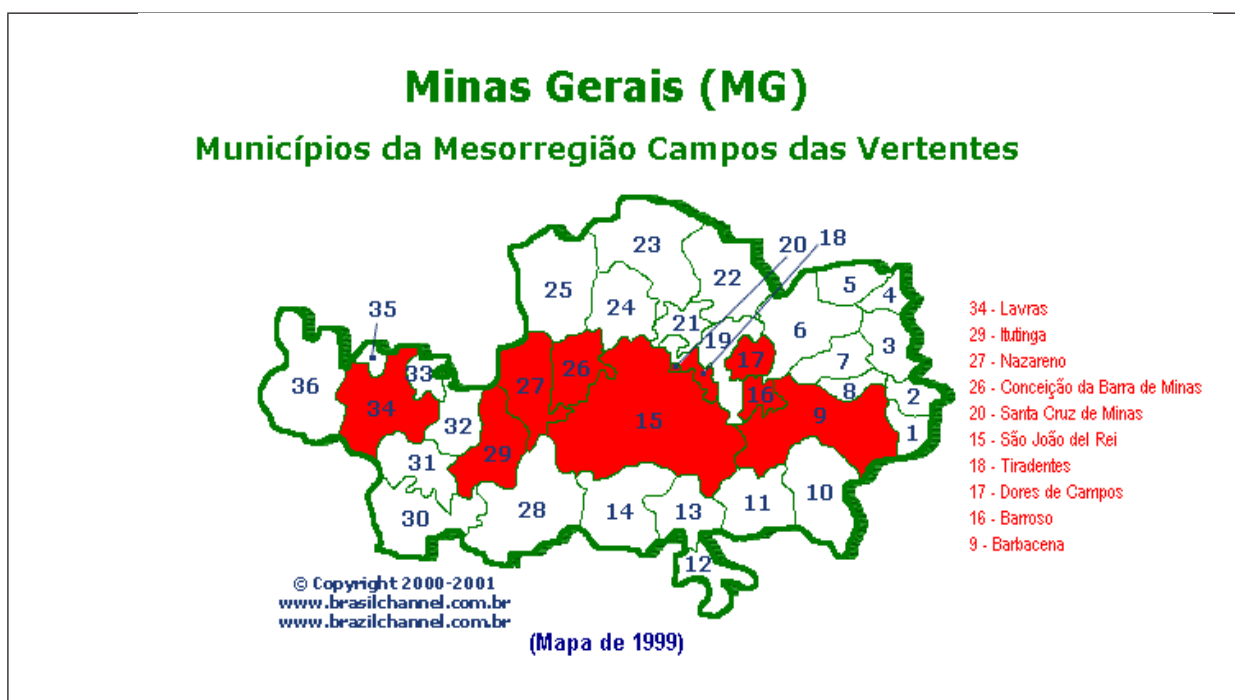 Minas Gerais (MG)
Municípios da Mesorregião Campos das Vertentes
23
20
18
22
5
4
25
24
35
21
6
3
19
7
36
33
26
17
27
8
2
34
16
15
9
32
1
29
31
10
11
30
28
14
13
12
34 - Lavras
29 - Itutinga
27 - Nazareno
26 - Conceição da Barra de Minas
20 - Santa Cruz de Minas
15 - São João del Rei
18 - Tiradentes
17 - Dores de Campos
16 - Barroso
9 - Barbacena
© Copyright 2000-2001
www.brasilchannel.com.br
www.brazilchannel.com.br
(Mapa de 1999)